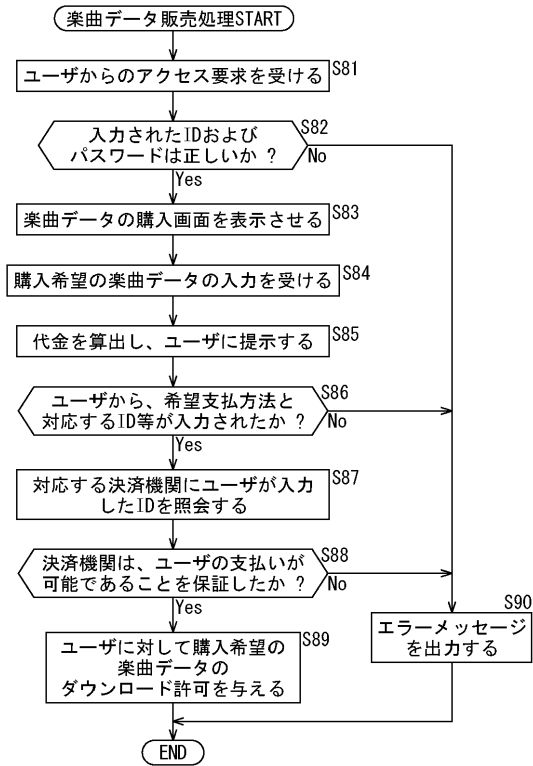 楽曲データ販売処理START
ユーザからのアクセス要求を受ける
S81
入力されたIDおよび
パスワードは正しいか ?
S82
No
Yes
楽曲データの購入画面を表示させる
S83
購入希望の楽曲データの入力を受ける
S84
代金を算出し、ユーザに提示する
S85
ユーザから、希望支払方法と
対応するID等が入力されたか ?
S86
No
Yes
対応する決済機関にユーザが入力
したIDを照会する
S87
決済機関は、ユーザの支払いが
可能であることを保証したか ?
S88
No
Yes
ユーザに対して購入希望の
楽曲データの
ダウンロード許可を与える
S89
エラーメッセージ
を出力する
S90
END